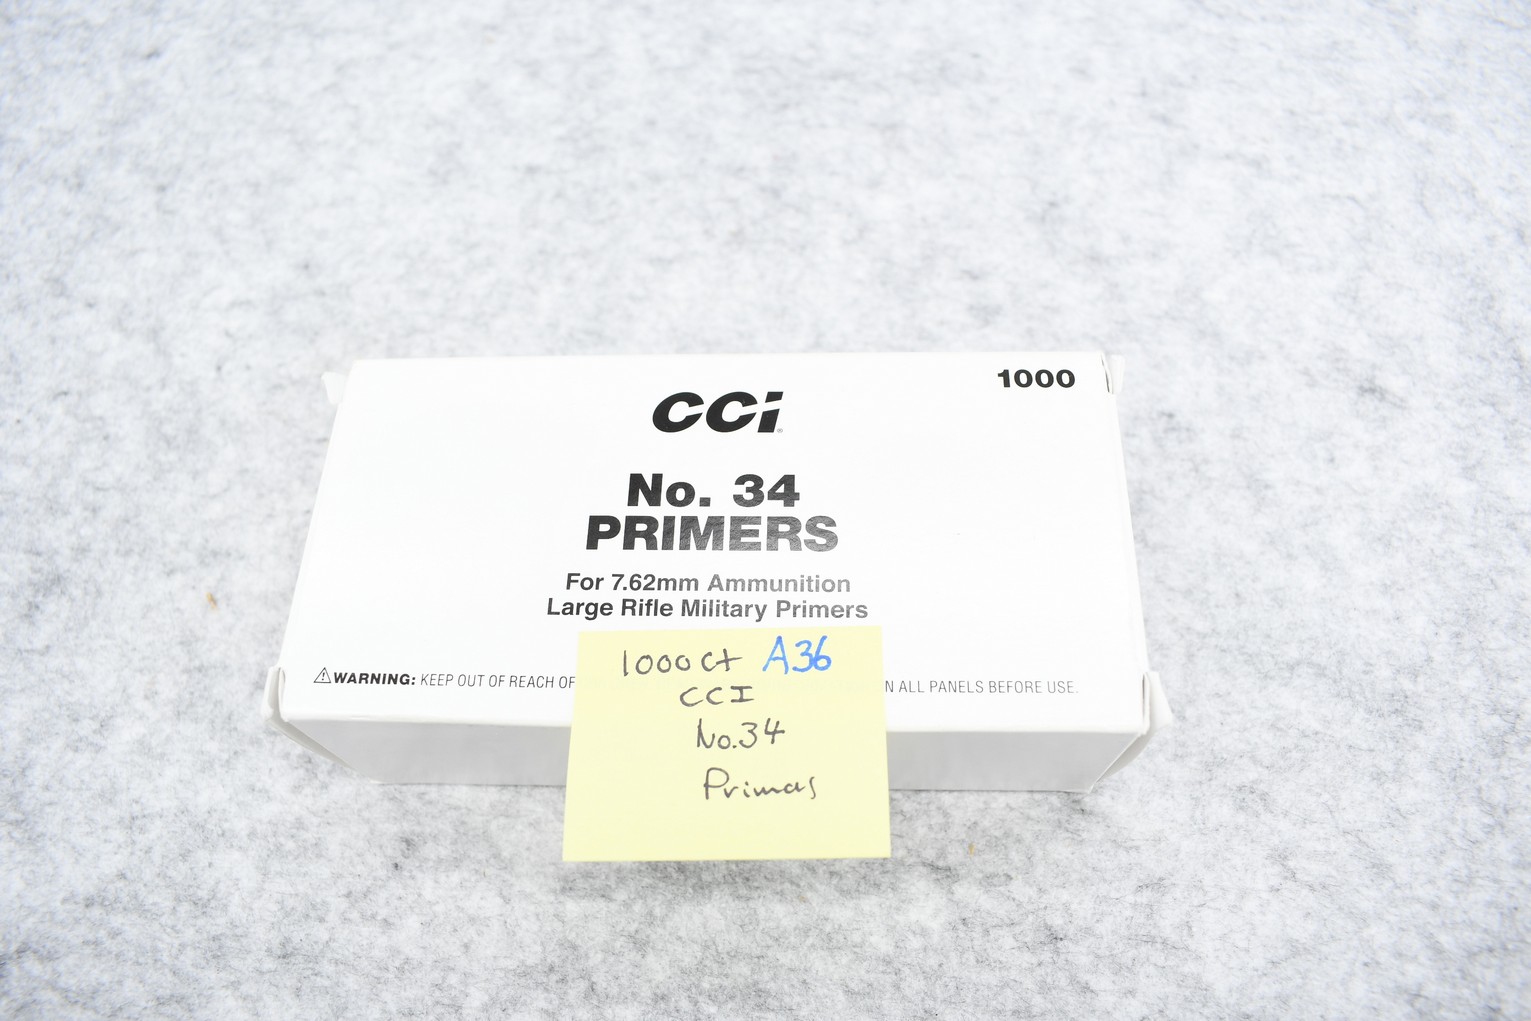 1000
CCI
No. 34
PRIMERS
For 7.62mm Ammunition
Large Rifle Military Primers
WARNING: KEEP OUT OF REACH OF
N ALL PANELS BEFORE USE.
1000 ct A36
CCI
No.34
Primers